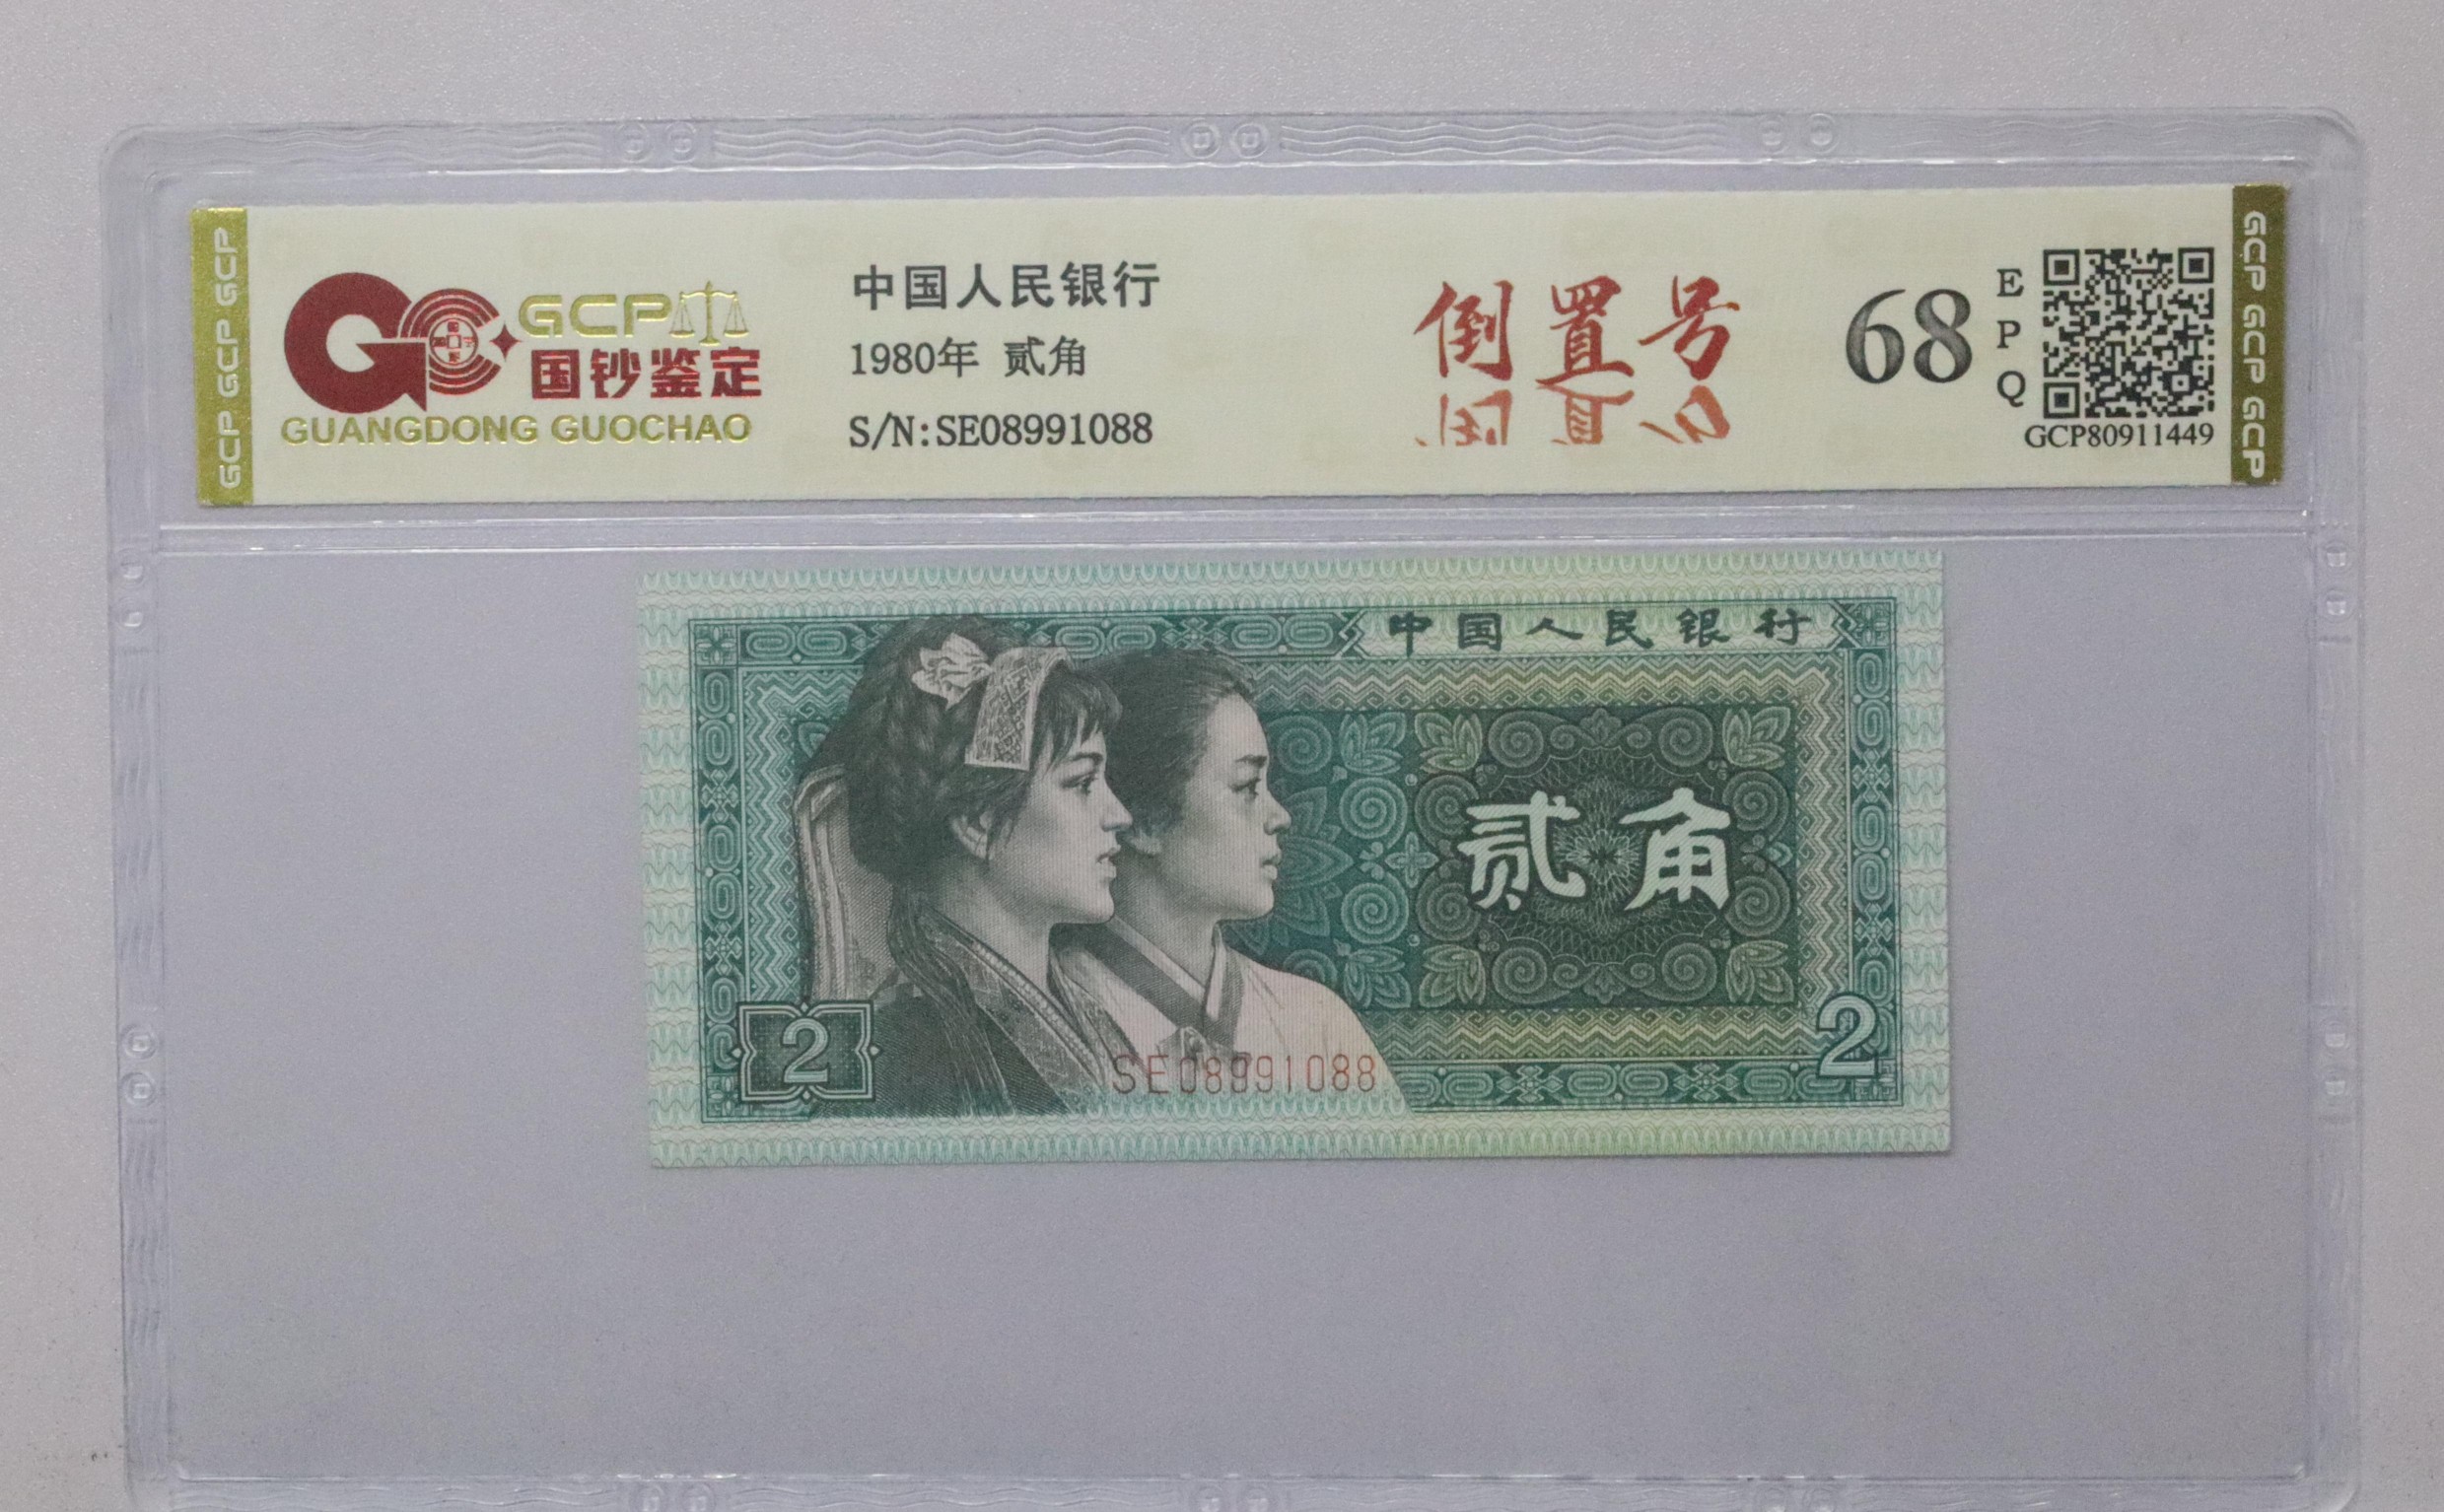 GCP GCP GCP
GCP
国钞鉴定
GUANGDONG GUOCHAO
中国人民银行
1980年 贰角
S/N:SE08991088
倒置号
68
E
P
Q
GCP80911449
GCP GCP GCP
中国人民银行
贰角
2
SE08991088
2